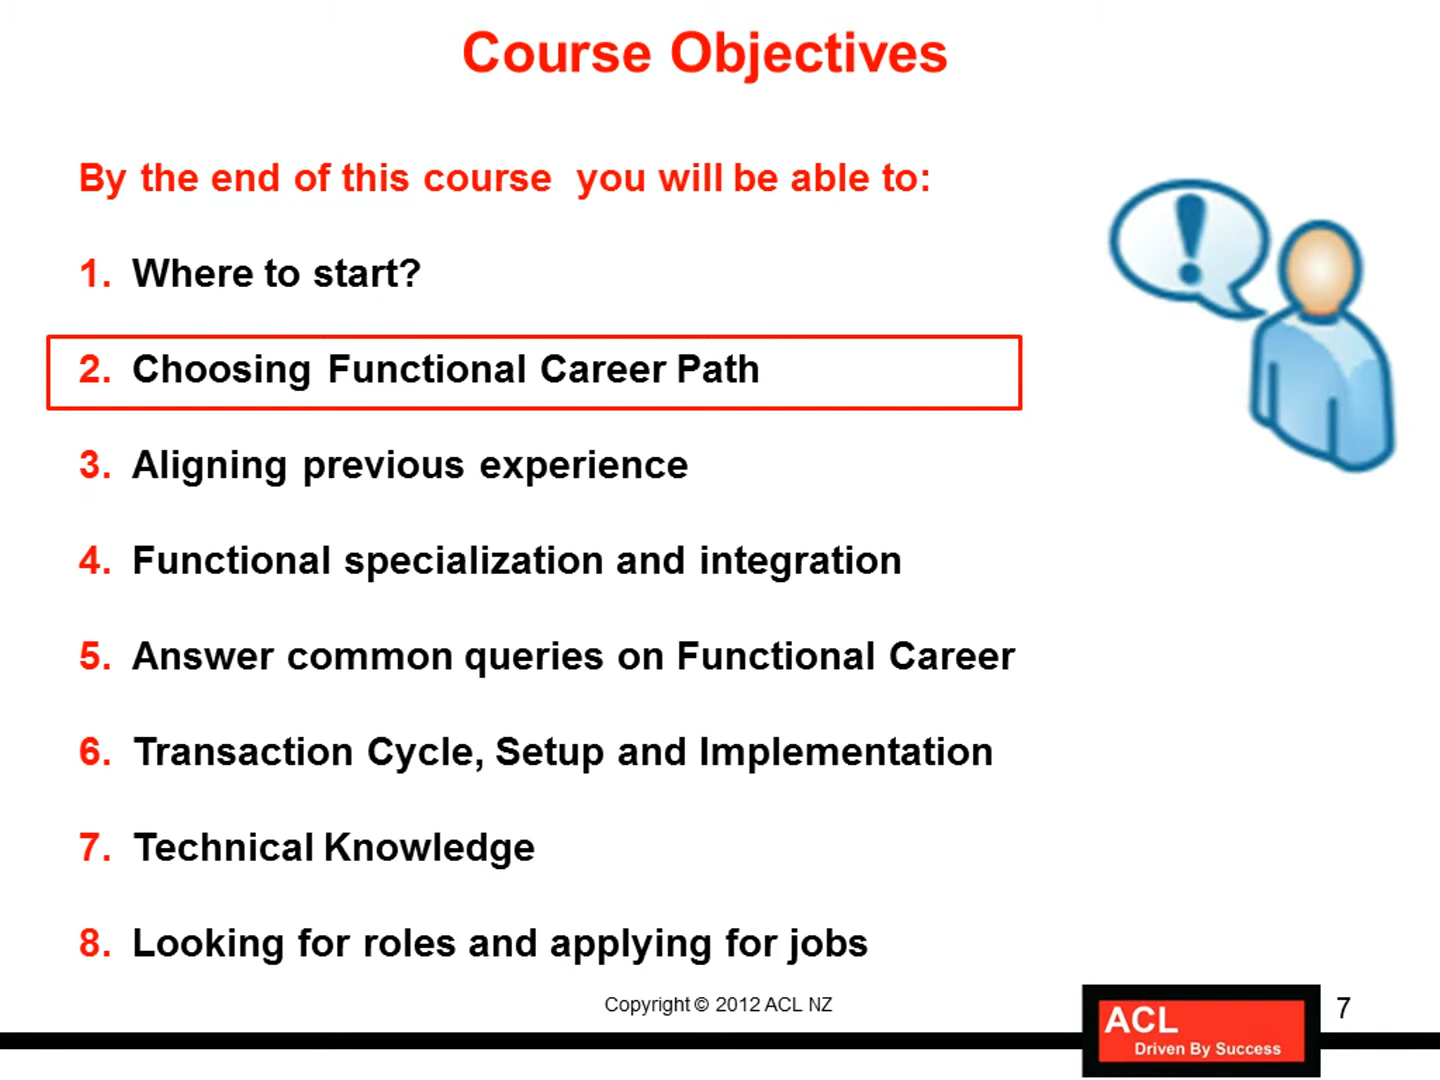 Course Objectives
By the end of this course you will be able to:
1. Where to start?
2. Choosing Functional Career Path
3. Aligning previous experience
4. Functional specialization and integration
5. Answer common queries on Functional Career
6. Transaction Cycle, Setup and Implementation
7. Technical Knowledge
8. Looking for roles and applying for jobs
Copyright © 2012 ACL NZ
7
ACL
Driven By Success